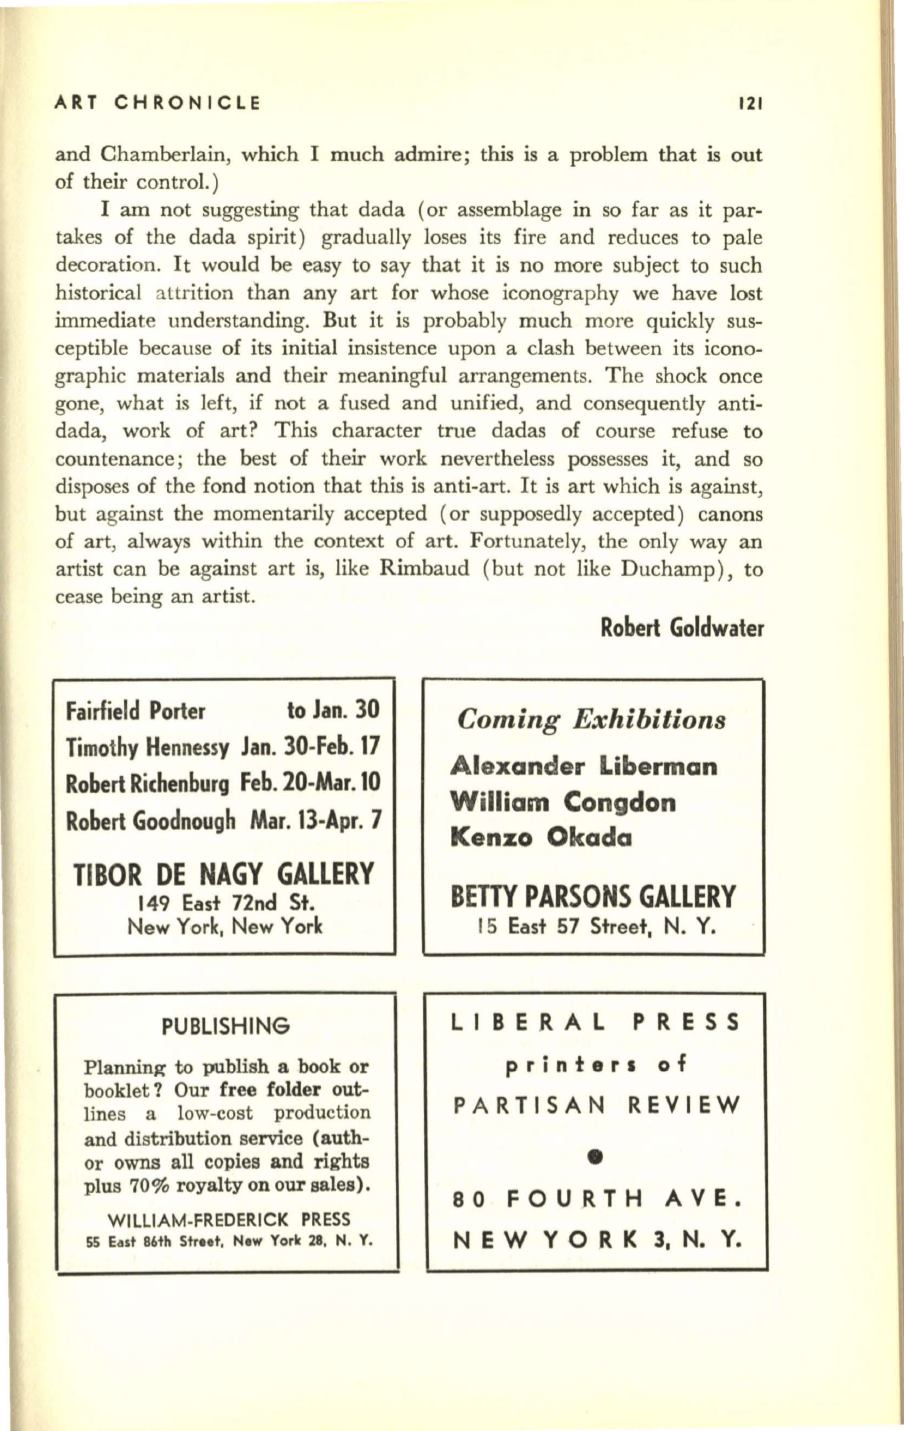 ART CHRONICLE 121
and Chamberlain, which I much admire; this is a problem that is out
of their control.)
I am not suggesting that dada (or assemblage in so far as it par-
takes of the dada spirit) gradually loses its fire and reduces to pale
decoration. It would be easy to say that it is no more subject to such
historical attrition than any art for whose iconography we have lost
immediate understanding. But it is probably much more quickly sus-
ceptible because of its initial insistence upon a clash between its icono-
graphic materials and their meaningful arrangements. The shock once
gone, what is left, if not a fused and unified, and consequently anti-
dada, work of art? This character true dadas of course refuse to
countenance; the best of their work nevertheless possesses it, and so
disposes of the fond notion that this is anti-art. It is art which is against,
but against the momentarily accepted (or supposedly accepted) canons
of art, always within the context of art. Fortunately, the only way an
artist can be against art is, like Rimbaud (but not like Duchamp), to
cease being an artist.
Robert Goldwater
Fairfield Porter to Jan. 30
Timothy Hennessy Jan. 30-Feb. 17
Robert Richenburg Feb. 20-Mar. 10
Robert Goodnough Mar. 13-Apr. 7
TIBOR DE NAGY GALLERY
149 East 72nd St.
New York, New York
Coming Exhibitions
Alexander Liberman
William Congdon
Kenzo Okada
BETTY PARSONS GALLERY
15 East 57 Street, N. Y.
PUBLISHING
Planning to publish a book or
booklet? Our free folder out-
lines a low-cost production
and distribution service (auth-
or owns all copies and rights
plus 70% royalty on our sales).
WILLIAM-FREDERICK PRESS
55 East 86th Street, New York 28, N. Y.
LIBERAL PRESS
printers of
PARTISAN REVIEW
•
80 FOURTH AVE.
NEW YORK 3, N. Y.